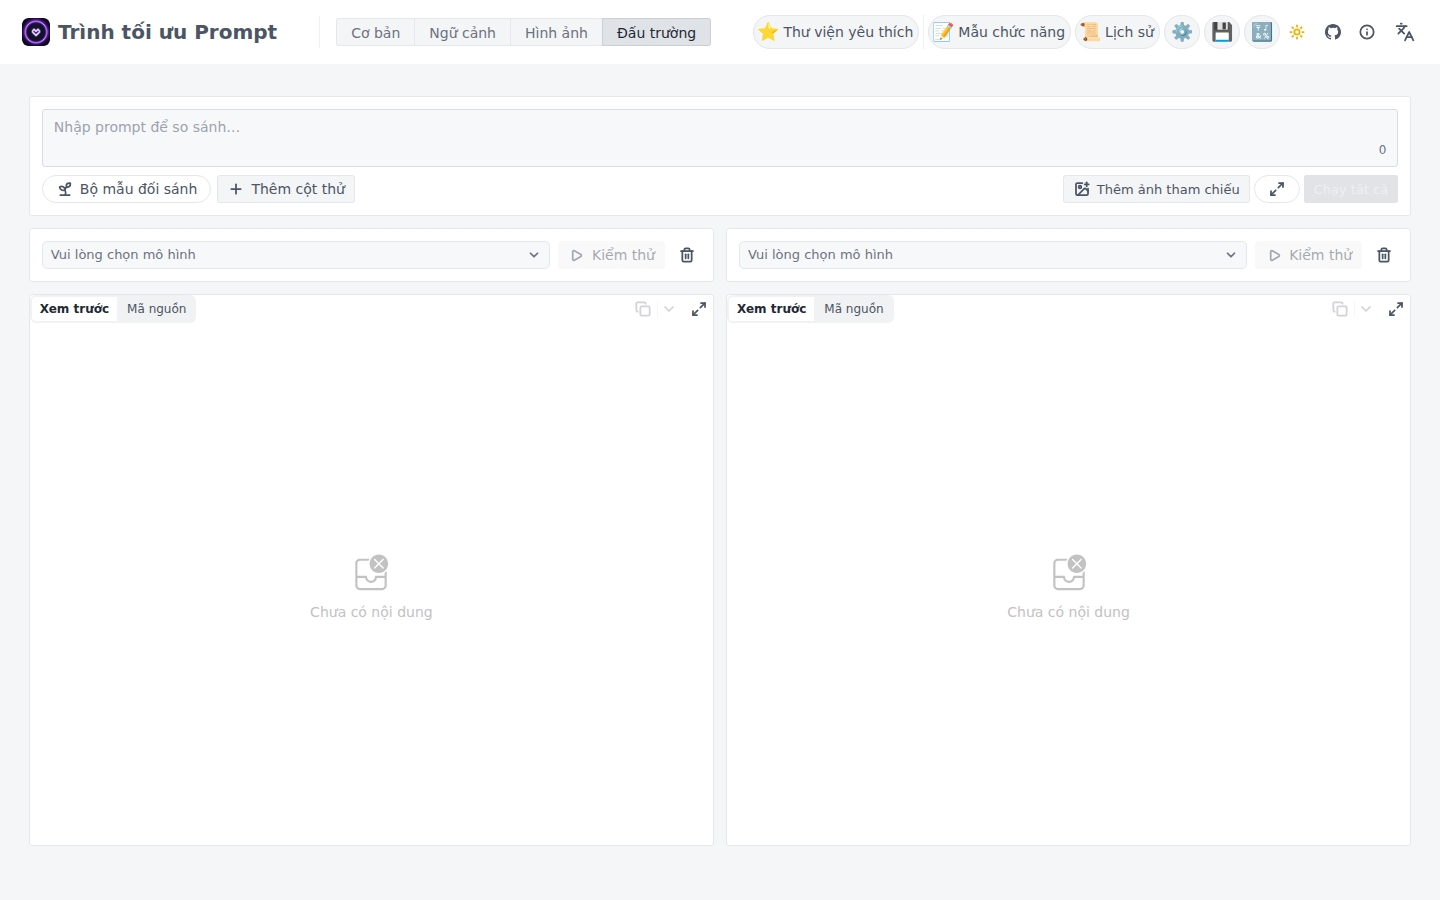 Trình tối ưu Prompt
Cơ bản
Ngữ cảnh
Hình ảnh
Đấu trường
Thư viện yêu thích
Mẫu chức năng
Lịch sử
Nhập prompt để so sánh...
0
Bộ mẫu đối sánh
Thêm cột thử
Thêm ảnh tham chiếu
Chạy tất cả
Vui lòng chọn mô hình
Kiểm thử
Vui lòng chọn mô hình
Kiểm thử
Xem trước
Mã nguồn
Xem trước
Mã nguồn
Chưa có nội dung
Chưa có nội dung